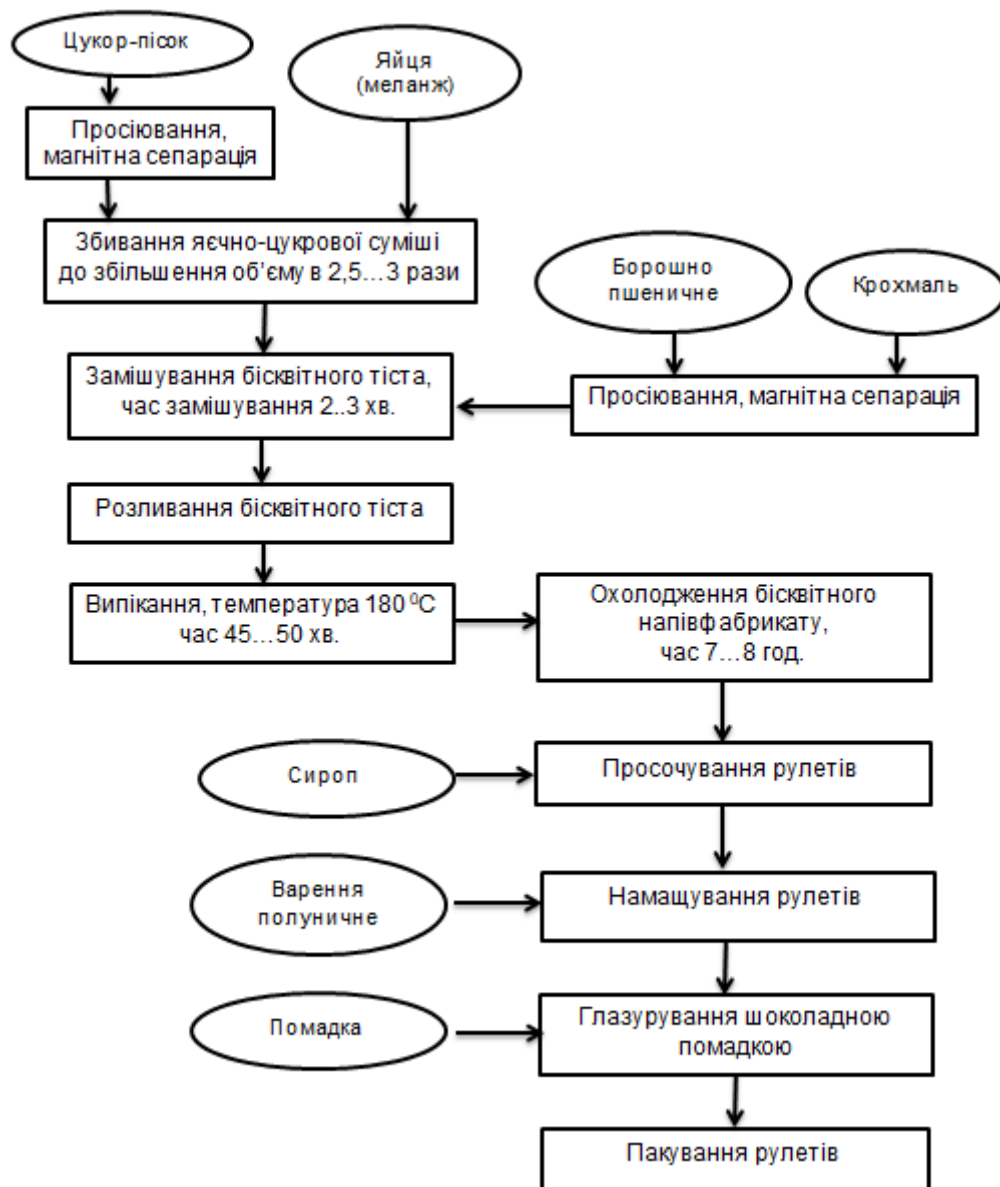 Цукор-пісок
Яйця
(меланж)
Просіювання,
магнітна сепарація
Збивання яєчно-цукрової суміші
до збільшення об’єму в 2,5…3 рази
Борошно
пшеничне
Крохмаль
Замішування бісквітного тіста,
час замішування 2..3 хв.
Просіювання, магнітна сепарація
Розливання бісквітного тіста
Випікання, температура 180 ⁰С
час 45…50 хв.
Охолодження бісквітного
напівфабрикату,
час 7…8 год.
Сироп
Просочування рулетів
Варення
полуничне
Намащування рулетів
Помадка
Глазурування шоколадною
помадкою
Пакування рулетів